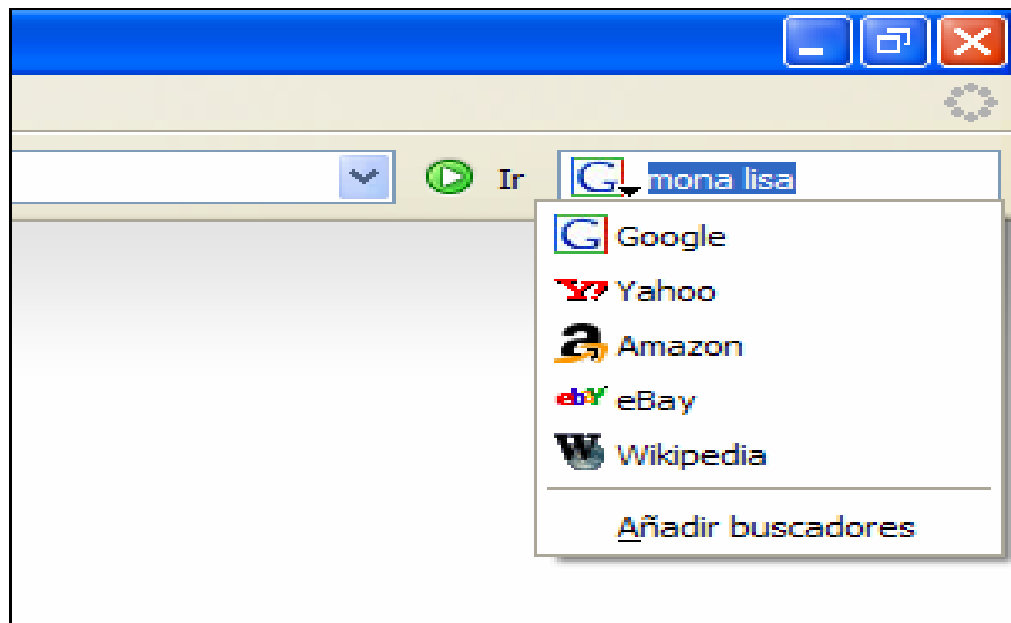 Ir mona lisa
Google
Yahoo
Amazon
eBay
Wikipedia
Añadir buscadores